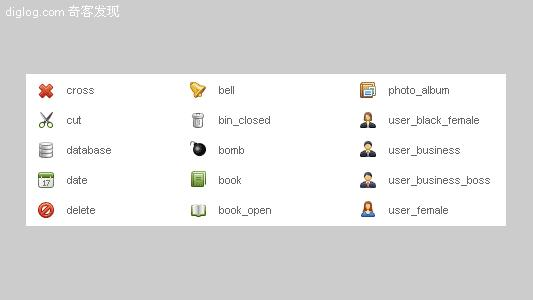 diglog.com 奇客发现
cross
bell
photo_album
cut
bin_closed
user_black_female
database
bomb
user_business
date
17
book
user_business_boss
delete
book_open
user_female